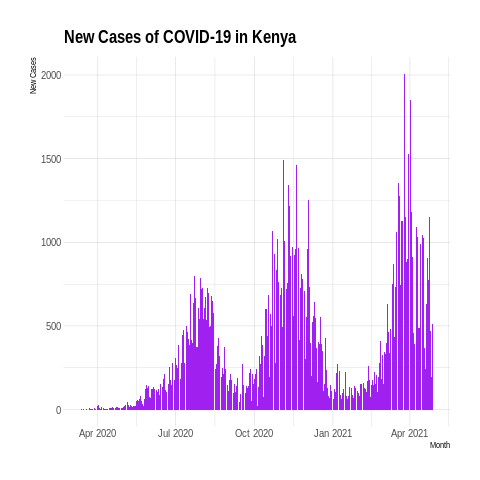 New Cases of COVID-19 in Kenya
New Cases
2000
1500
1000
500
0
Apr 2020 Jul 2020 Oct 2020 Jan 2021 Apr 2021
Month